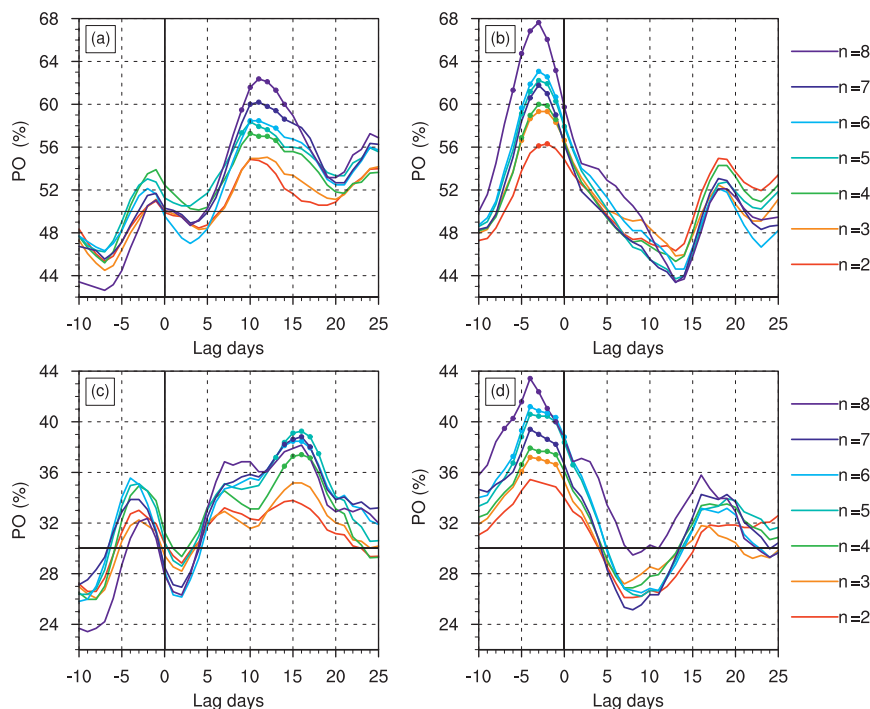 (a)
68
64
60
56
52
48
44
PO (%)
-10 -5 0 5 10 15 20 25
Lag days
(b)
68
64
60
56
52
48
44
PO (%)
-10 -5 0 5 10 15 20 25
Lag days
n=8
n=7
n=6
n=5
n=4
n=3
n=2
(c)
44
40
36
32
28
24
PO (%)
-10 -5 0 5 10 15 20 25
Lag days
(d)
44
40
36
32
28
24
PO (%)
-10 -5 0 5 10 15 20 25
Lag days
n=8
n=7
n=6
n=5
n=4
n=3
n=2